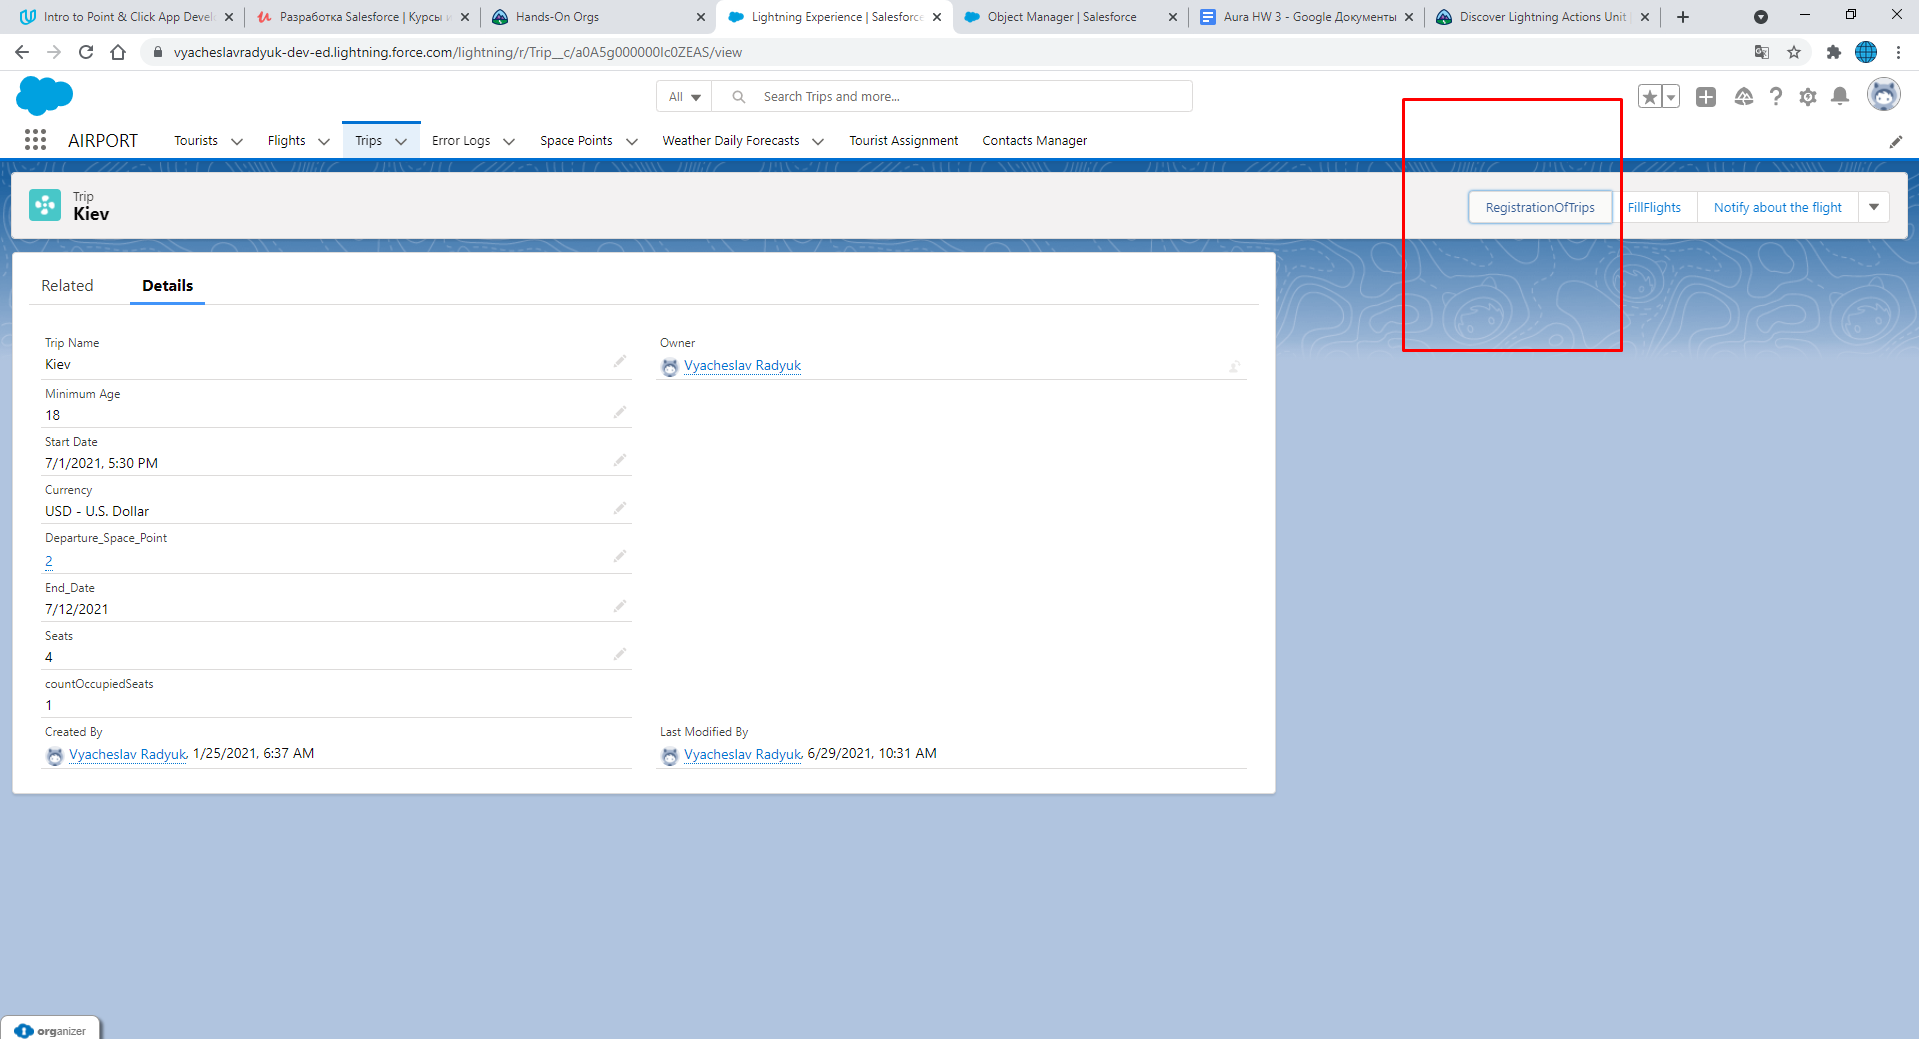 Intro to Point & Click App Devel
Разработка Salesforce | Курсы и
Hands-On Orgs
Lightning Experience | Salesforce
Object Manager | Salesforce
Aura HW 3 - Google Документы
Discover Lightning Actions Unit |
vyacheslavradyuk-dev-ed.lightning.force.com/lightning/r/Trip__c/a0A5g000000Ic0ZEAS/view
All
Search Trips and more...
AIRPORT
Tourists
Flights
Trips
Error Logs
Space Points
Weather Daily Forecasts
Tourist Assignment
Contacts Manager
Trip
Kiev
RegistrationOfTrips
FillFlights
Notify about the flight
Related
Details
Trip Name
Kiev
Owner
Vyacheslav Radyuk
Minimum Age
18
Start Date
7/1/2021, 5:30 PM
Currency
USD - U.S. Dollar
Departure_Space_Point
2
End_Date
7/12/2021
Seats
4
countOccupiedSeats
1
Created By
Vyacheslav Radyuk, 1/25/2021, 6:37 AM
Last Modified By
Vyacheslav Radyuk, 6/29/2021, 10:31 AM
organizer